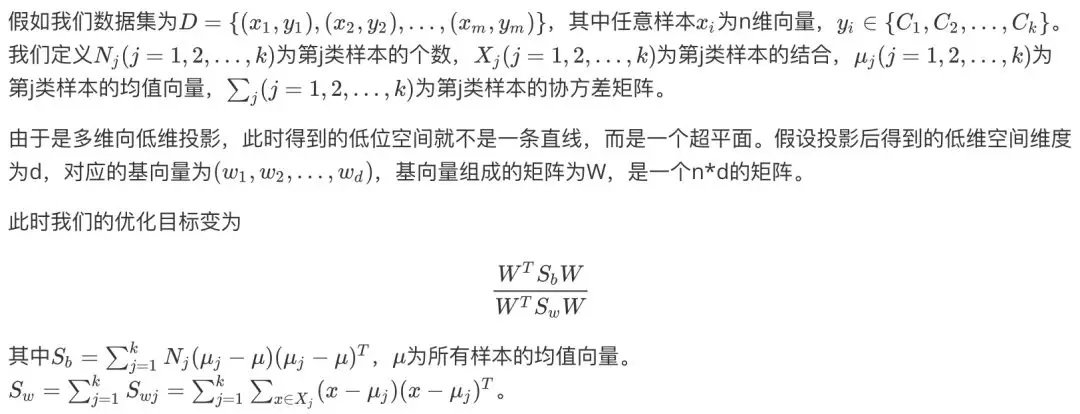 假如我们数据集为$D = \{(x_1, y_1), (x_2, y_2), \ldots, (x_m, y_m)\}$，其中任意样本$x_i$为n维向量，$y_i \in \{C_1, C_2, \ldots, C_k\}$。
我们定义$N_j(j = 1, 2, \ldots, k)$为第j类样本的个数，$X_j(j = 1, 2, \ldots, k)$为第j类样本的结合，$\mu_j(j = 1, 2, \ldots, k)$为
第j类样本的均值向量，$\sum_j(j = 1, 2, \ldots, k)$为第j类样本的协方差矩阵。
由于是多维向低维投影，此时得到的低位空间就不是一条直线，而是一个超平面。假设投影后得到的低维空间维度
为d，对应的基向量为$(w_1, w_2, \ldots, w_d)$，基向量组成的矩阵为W，是一个n*d的矩阵。
此时我们的优化目标变为
$\frac{W^T S_b W}{W^T S_w W}$
其中$S_b = \sum_{j=1}^{k} N_j(\mu_j - \mu)(\mu_j - \mu)^T$，$\mu$为所有样本的均值向量。
$S_w = \sum_{j=1}^{k} S_{wj} = \sum_{j=1}^{k} \sum_{x \in X_j} (x - \mu_j)(x - \mu_j)^T$。